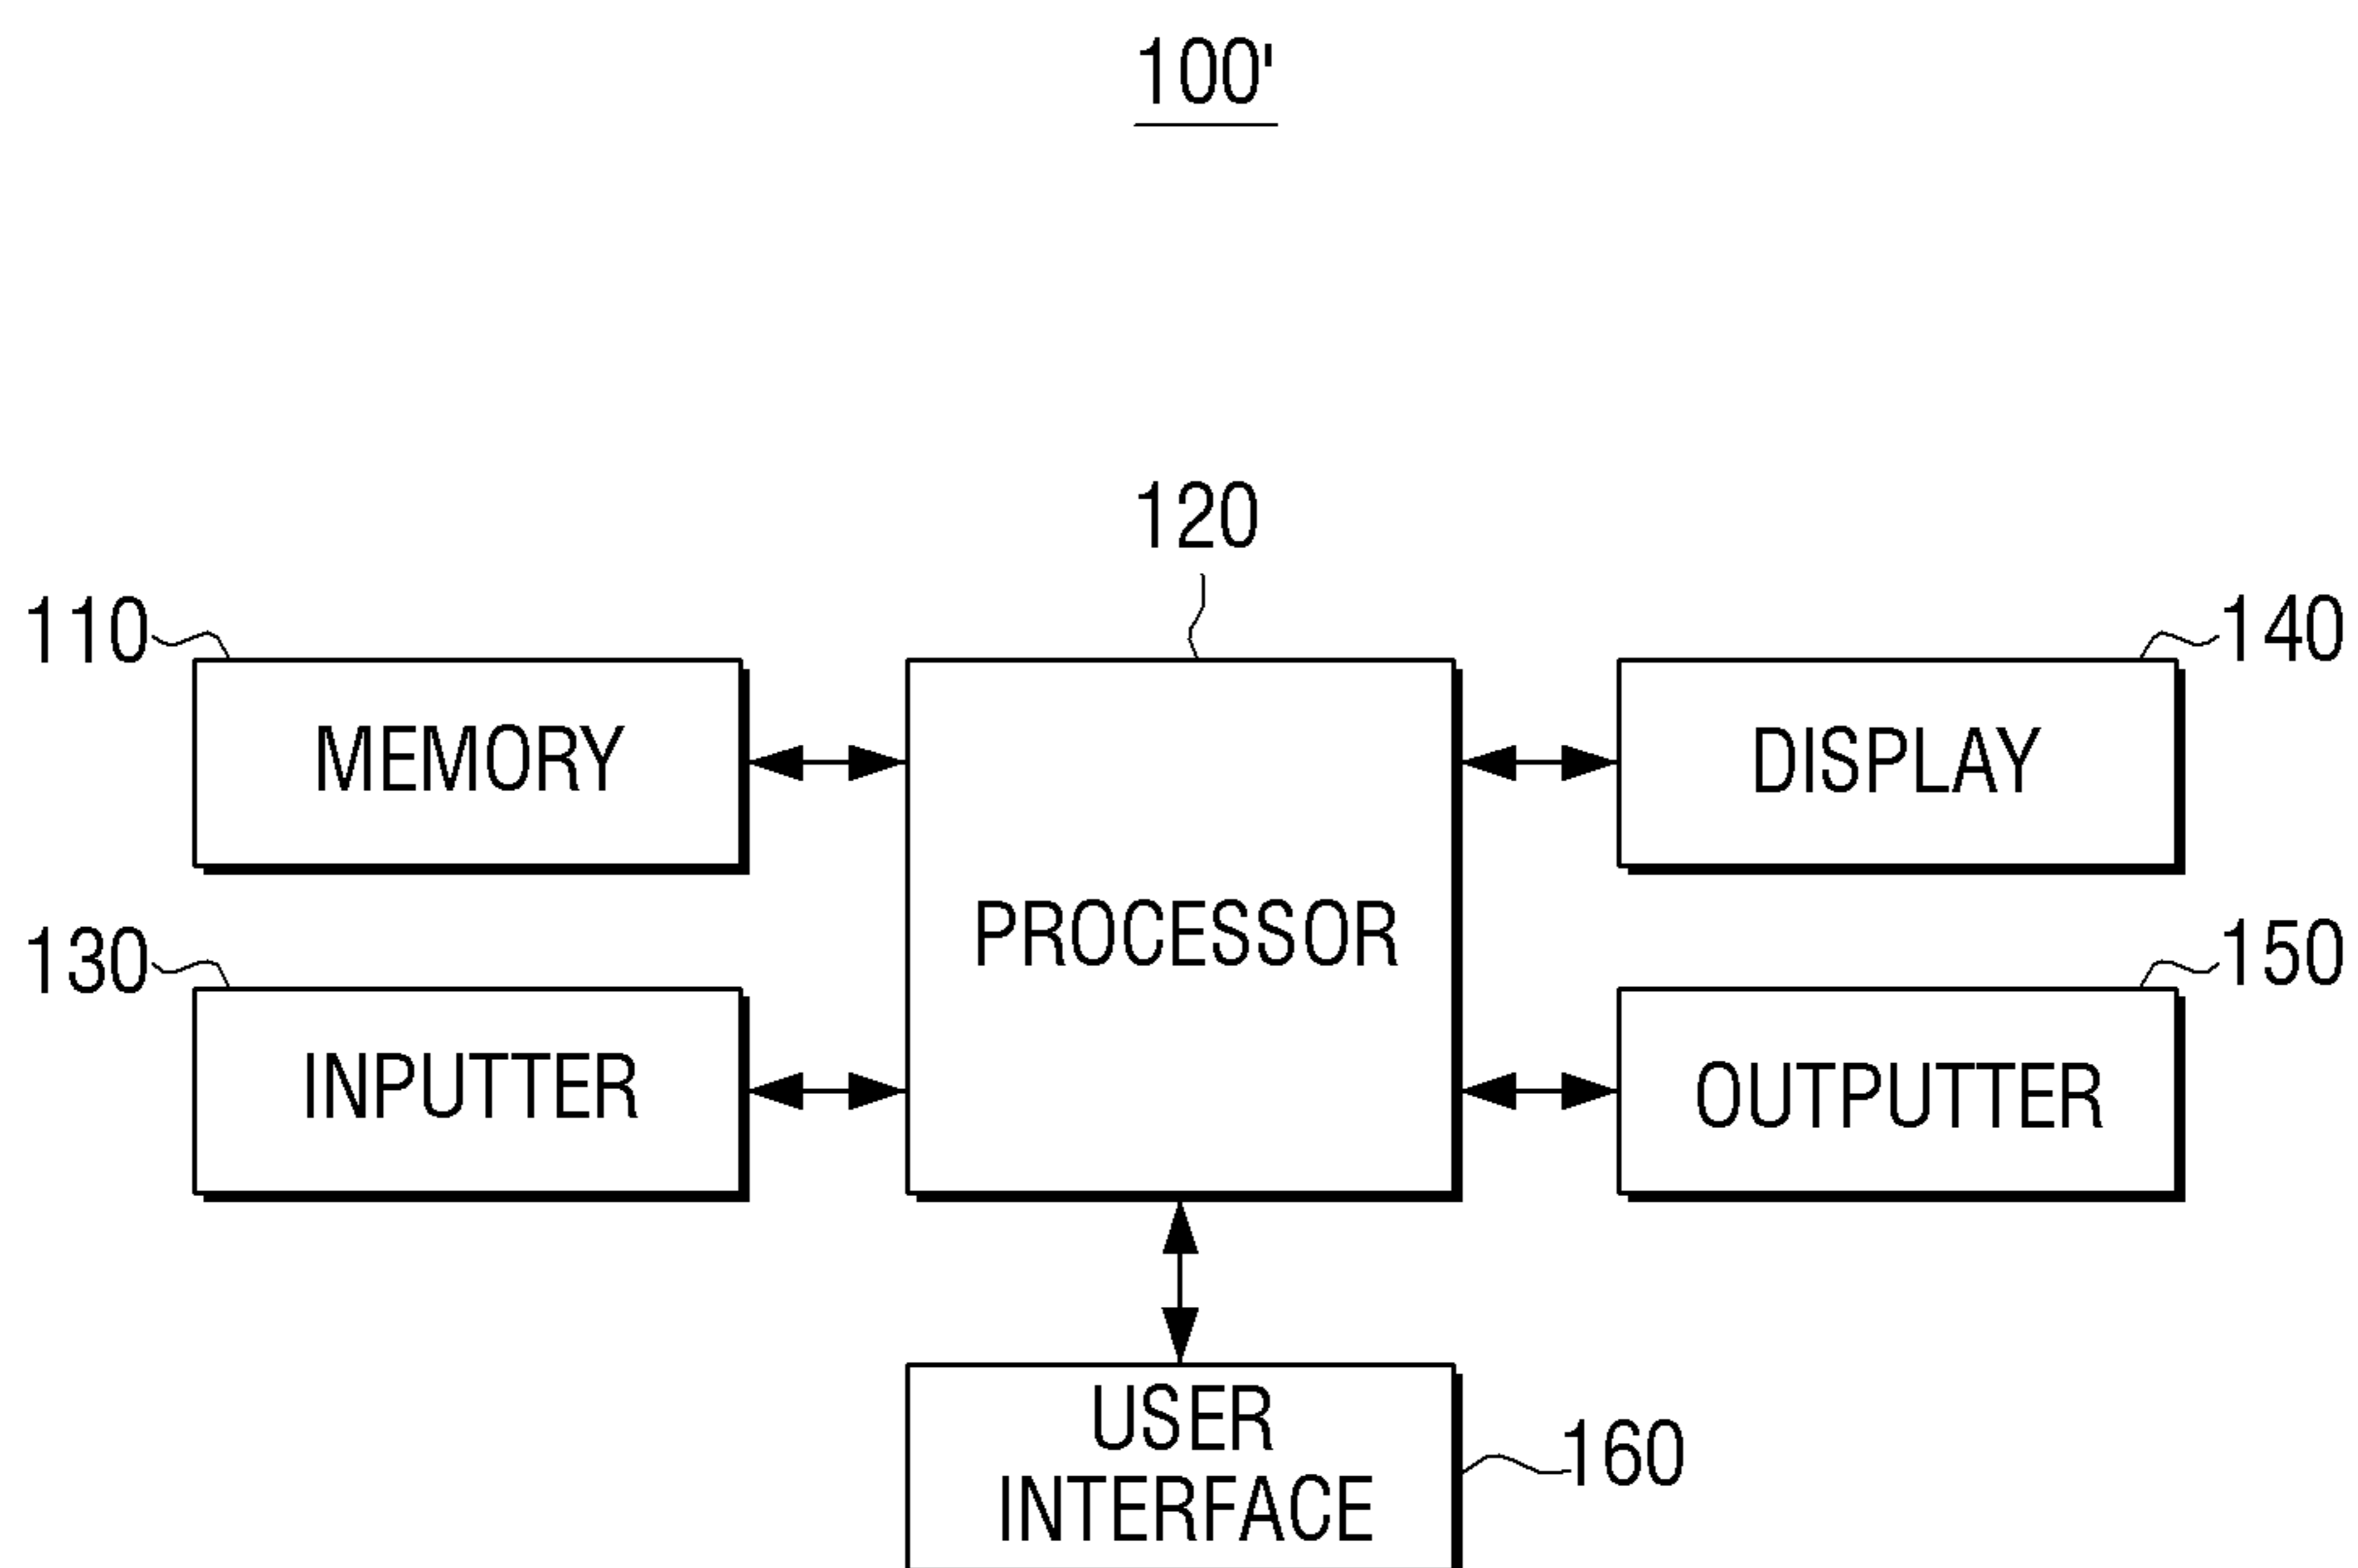 100'
120
110
140
MEMORY
DISPLAY
PROCESSOR
130
150
INPUTTER
OUTPUTTER
USER
INTERFACE
160